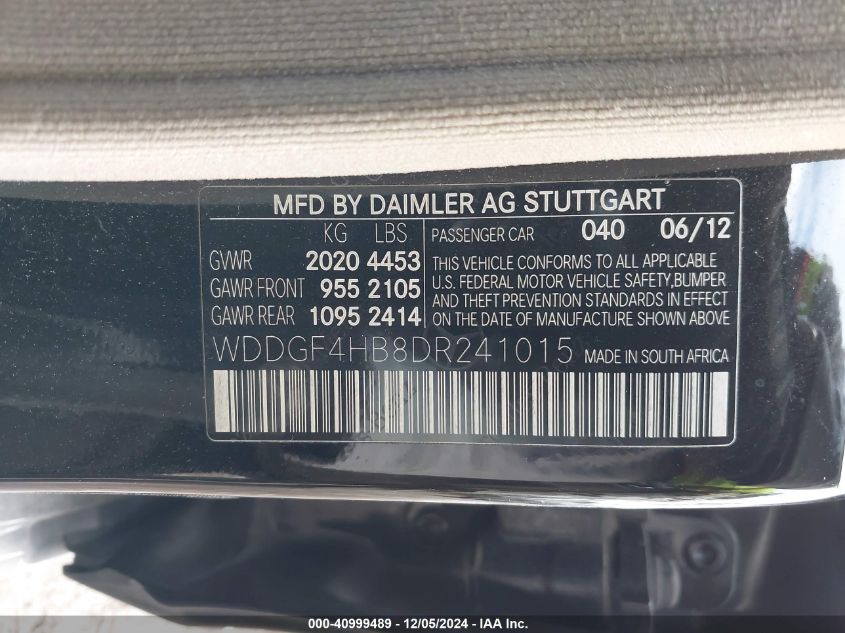 MFD BY DAIMLER AG STUTTGART
KG LBS
GVWR 2020 4453
GAWR FRONT 955 2105
GAWR REAR 1095 2414
PASSENGER CAR 040 06/12
THIS VEHICLE CONFORMS TO ALL APPLICABLE
U.S. FEDERAL MOTOR VEHICLE SAFETY,BUMPER
AND THEFT PREVENTION STANDARDS IN EFFECT
ON THE DATE OF MANUFACTURE SHOWN ABOVE
WDDGF4HB8DR241015 MADE IN SOUTH AFRICA
000-40999489 - 12/05/2024 - IAA Inc.